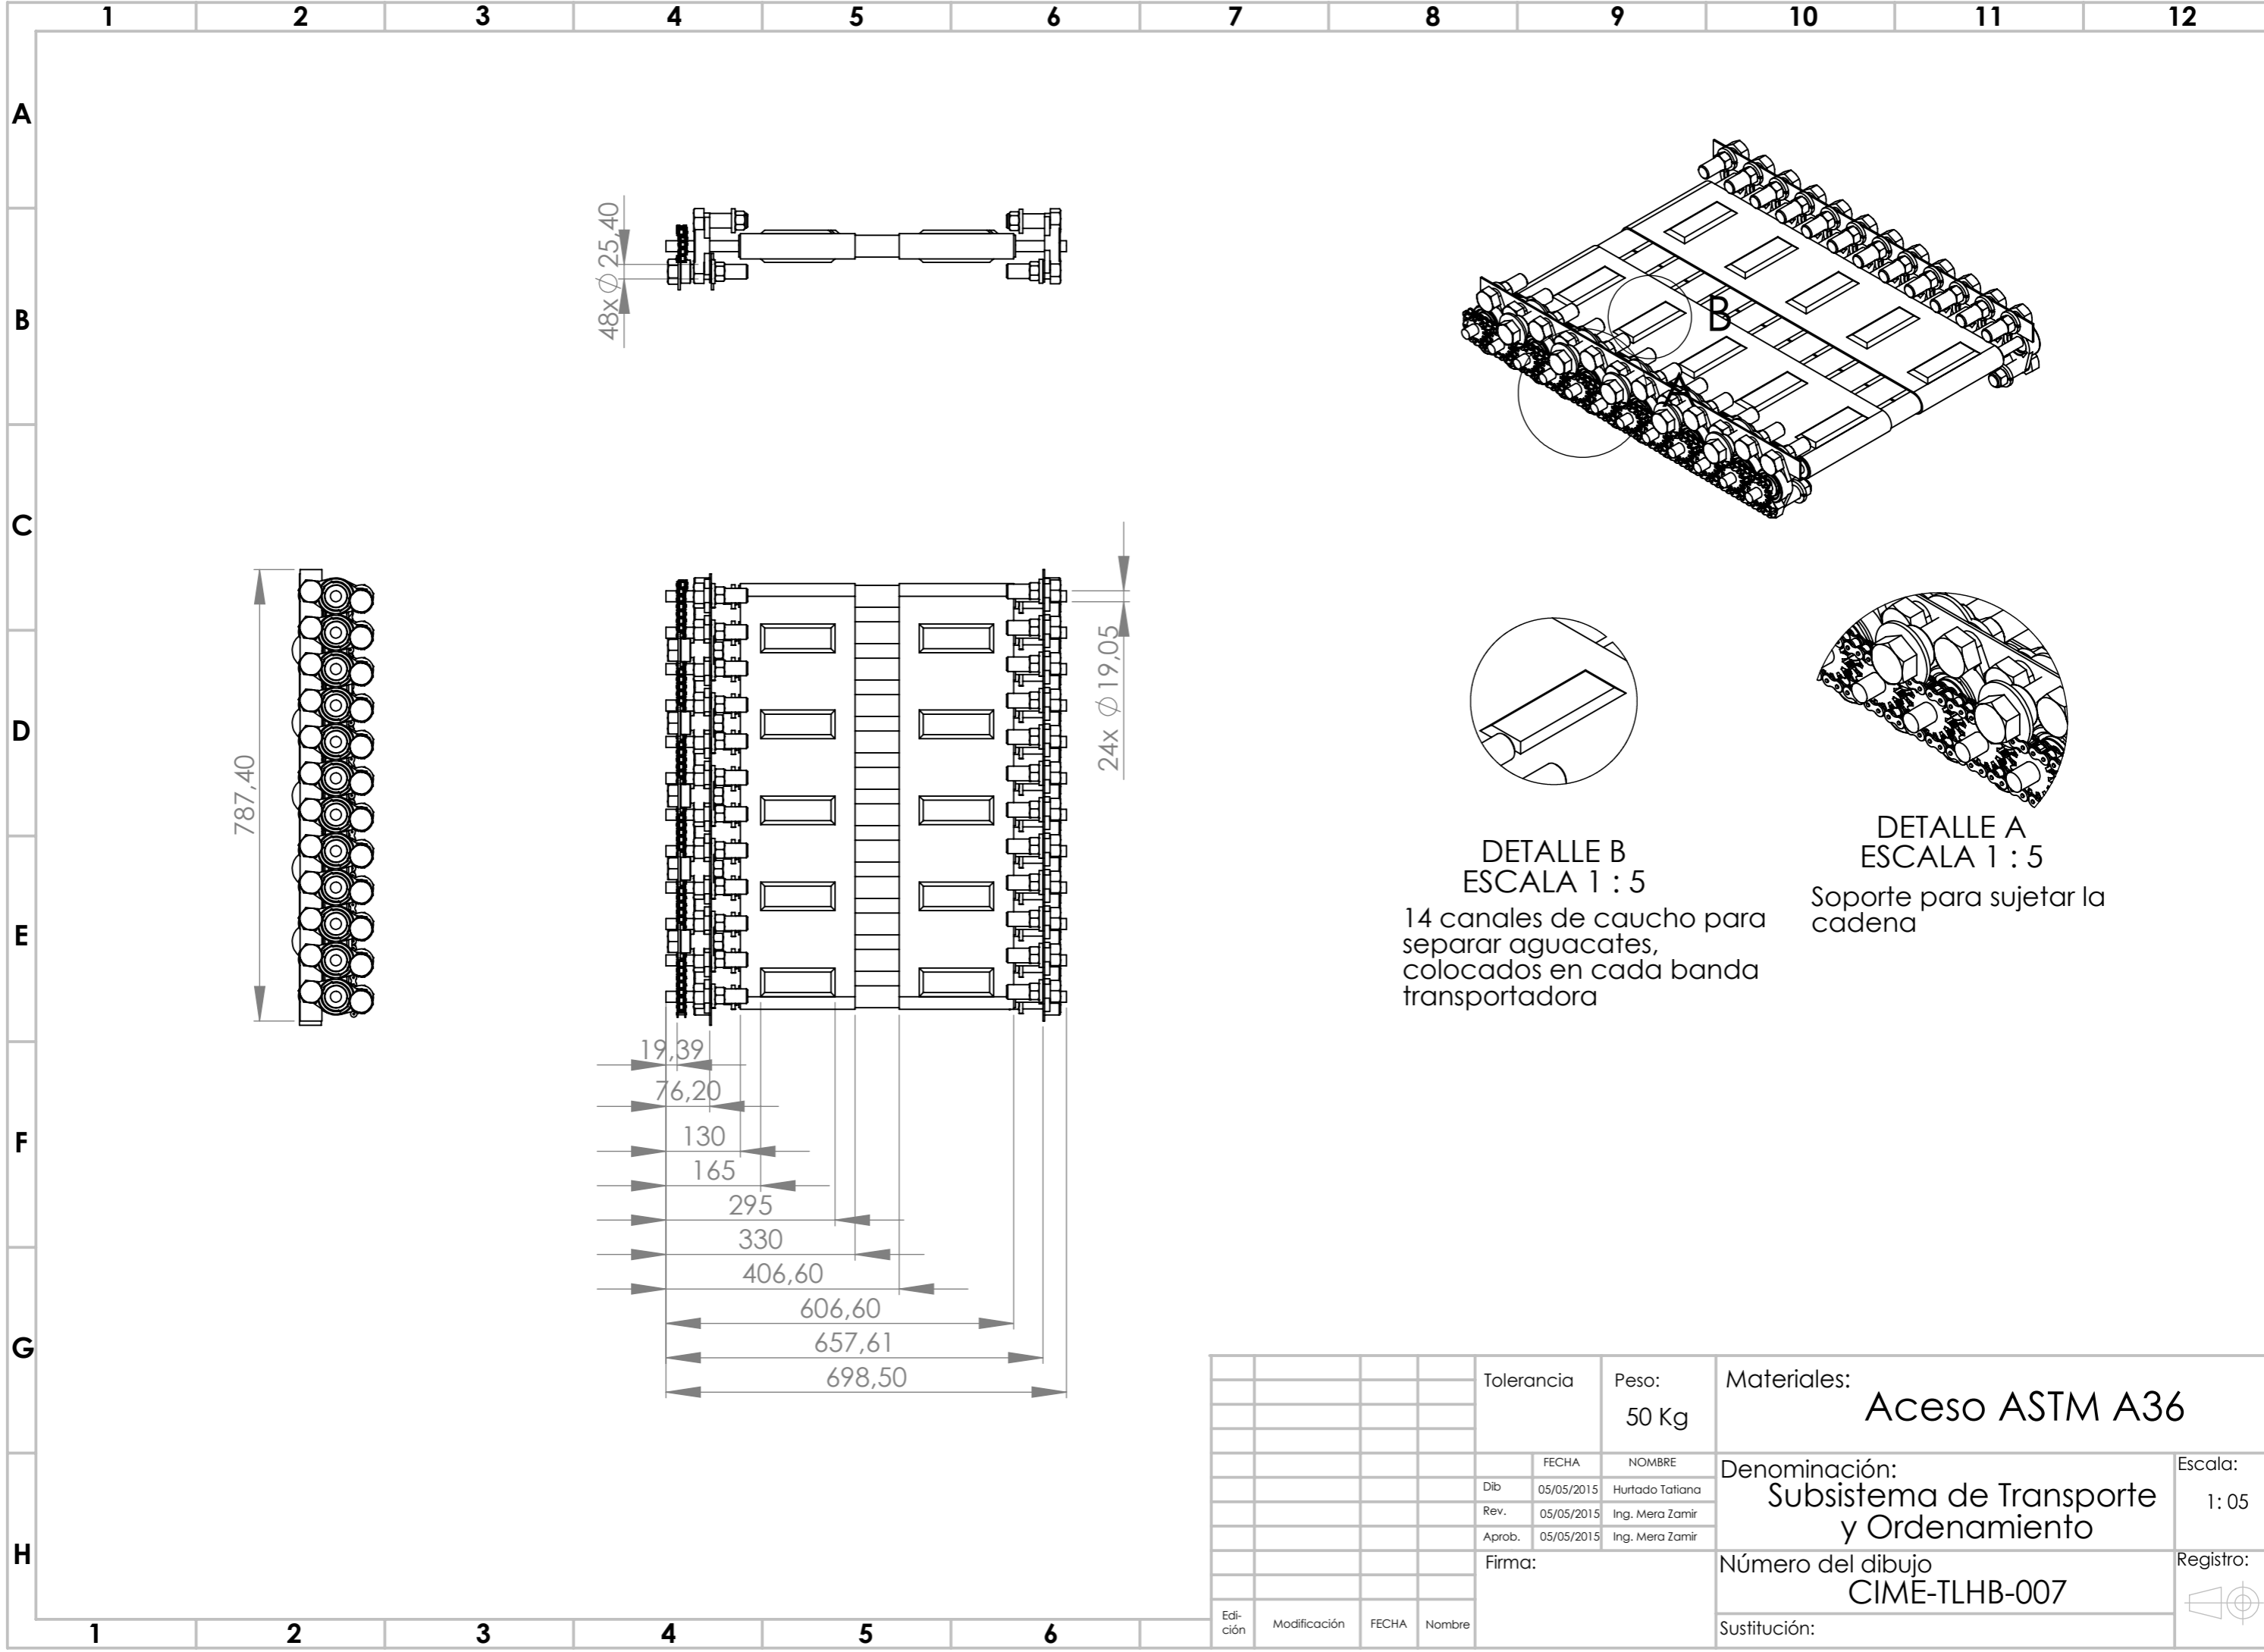 1 2 3 4 5 6 7 8 9 10 11 12
A
B
C
D
E
F
G
H
48x Ø 25,40
B
A
787,40
24x Ø 19,05
19,39
76,20
130
165
295
330
406,60
606,60
657,61
698,50
DETALLE B
ESCALA 1 : 5
14 canales de caucho para
separar aguacates,
colocados en cada banda
transportadora
DETALLE A
ESCALA 1 : 5
Soporte para sujetar la
cadena
Tolerancia
Peso:
50 Kg
Materiales:
Aceso ASTM A36
FECHA NOMBRE
Dib 05/05/2015 Hurtado Tatiana
Rev. 05/05/2015 Ing. Mera Zamir
Aprob. 05/05/2015 Ing. Mera Zamir
Denominación:
Subsistema de Transporte
y Ordenamiento
Escala:
1: 05
Firma:
Número del dibujo
CIME-TLHB-007
Registro:
Sustitución:
Edi-
ción
Modificación FECHA Nombre
1 2 3 4 5 6